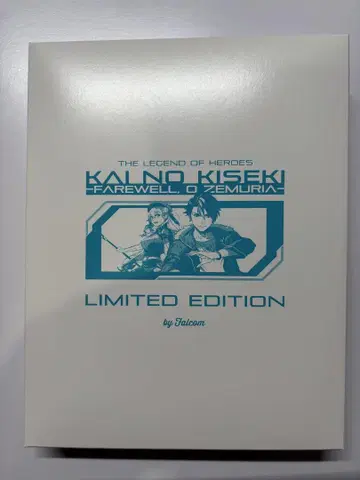 THE LEGEND OF HEROES
KAI NO KISEKI
-FAREWELL, O ZEMURIA-
LIMITED EDITION
by Falcom